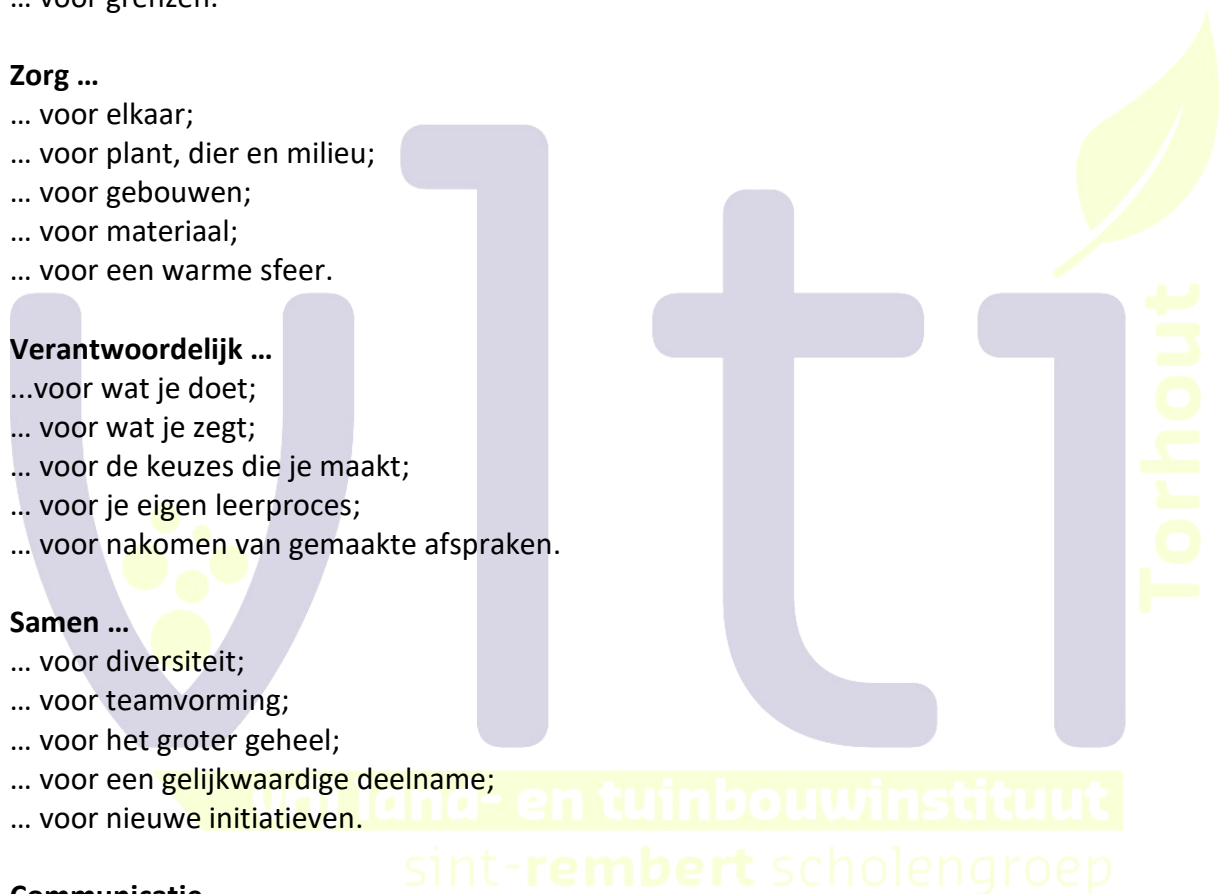 … voor grenzen.
Zorg …
… voor elkaar;
… voor plant, dier en milieu;
… voor gebouwen;
… voor materiaal;
… voor een warme sfeer.
Verantwoordelijk …
...voor wat je doet;
… voor wat je zegt;
… voor de keuzes die je maakt;
… voor je eigen leerproces;
… voor nakomen van gemaakte afspraken.
Samen …
… voor diversiteit;
… voor teamvorming;
… voor het groter geheel;
… voor een gelijkwaardige deelname;
… voor nieuwe initiatieven.
Communicatie
vlti
Torhout
land- en tuinbouwinstituut
sint-rembert scholengroep